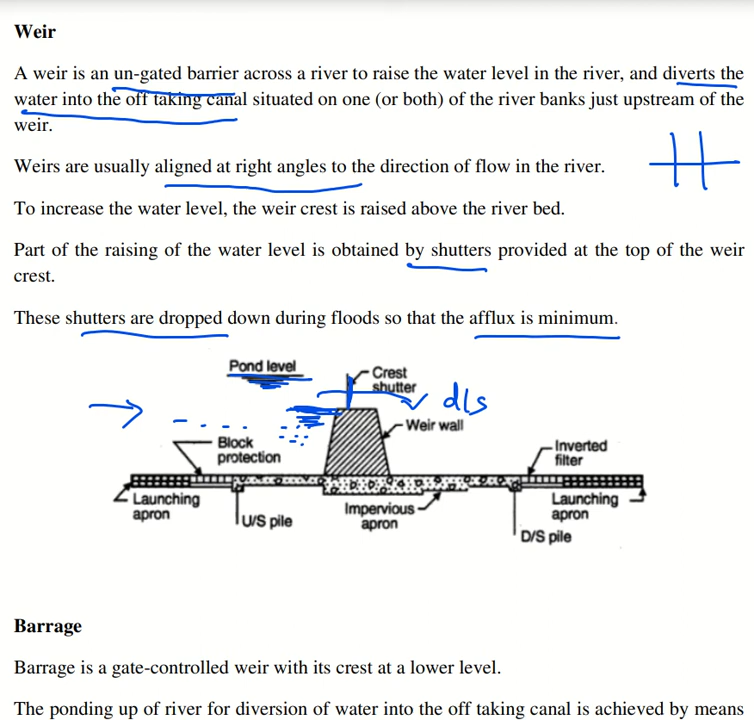 Weir
A weir is an un-gated barrier across a river to raise the water level in the river, and diverts the
water into the off taking canal situated on one (or both) of the river banks just upstream of the
weir.
Weirs are usually aligned at right angles to the direction of flow in the river.
To increase the water level, the weir crest is raised above the river bed.
Part of the raising of the water level is obtained by shutters provided at the top of the weir
crest.
These shutters are dropped down during floods so that the afflux is minimum.
Pond level
Crest
shutter
d/s
Weir wall
Block
protection
Inverted
filter
Launching
apron
U/S pile
Impervious
apron
Launching
apron
D/S pile
Barrage
Barrage is a gate-controlled weir with its crest at a lower level.
The ponding up of river for diversion of water into the off taking canal is achieved by means